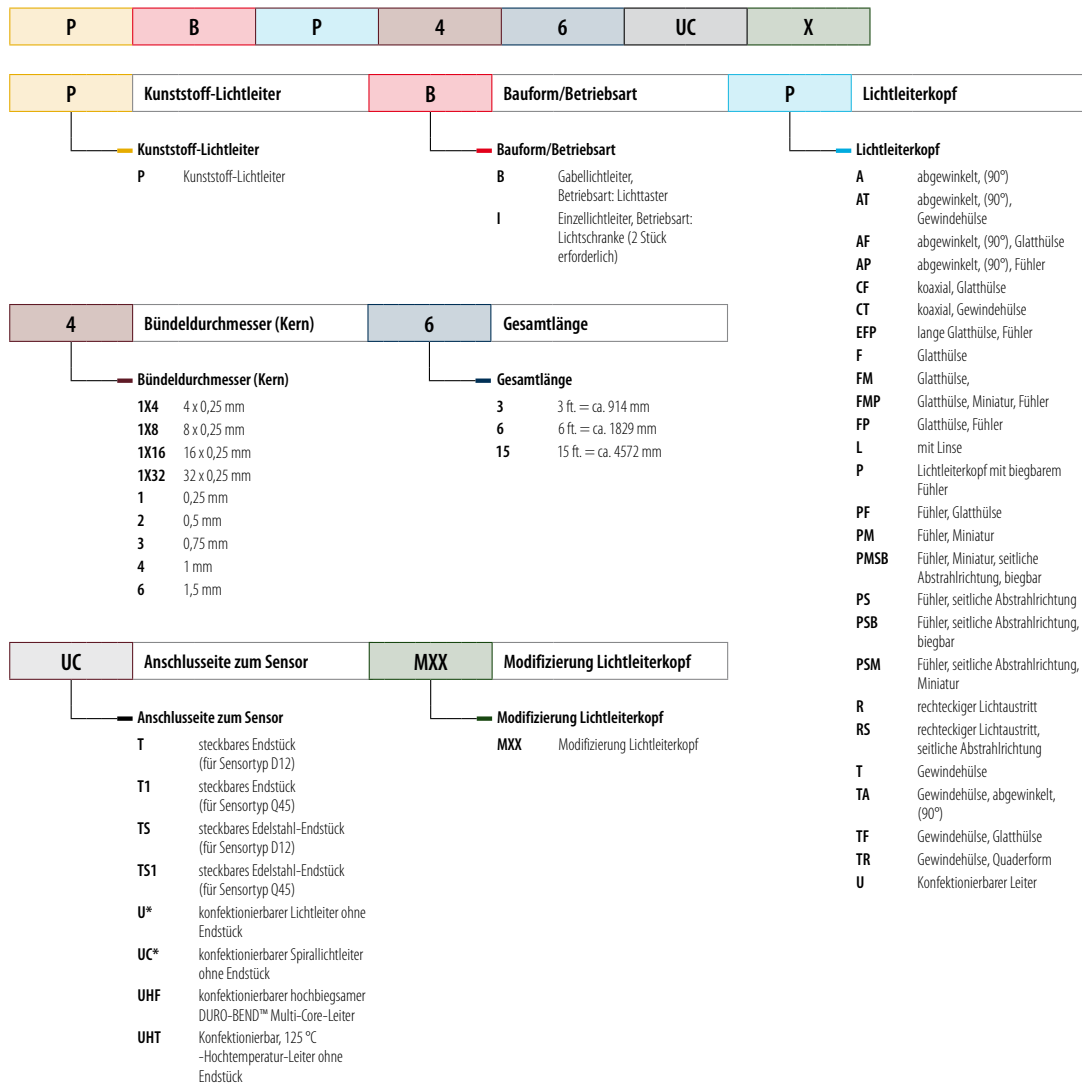 P B P 4 6 UC X
P Kunststoff-Lichtleiter B Bauform/Betriebsart P Lichtleiterkopf
Kunststoff-Lichtleiter
P Kunststoff-Lichtleiter
Bauform/Betriebsart
B Gabellichtleiter,
Betriebsart: Lichttaster
I Einzellichtleiter, Betriebsart:
Lichtschranke (2 Stück
erforderlich)
Lichtleiterkopf
A abgewinkelt, (90°)
AT abgewinkelt, (90°),
Gewindehülse
AF abgewinkelt, (90°), Glatthülse
AP abgewinkelt, (90°), Fühler
CF koaxial, Glatthülse
CT koaxial, Gewindehülse
EFP lange Glatthülse, Fühler
F Glatthülse
FM Glatthülse,
FMP Glatthülse, Miniatur, Fühler
FP Glatthülse, Fühler
L mit Linse
P Lichtleiterkopf mit biegbarem
Fühler
PF Fühler, Glatthülse
PM Fühler, Miniatur
PMSB Fühler, Miniatur, seitliche
Abstrahlrichtung, biegbar
PS Fühler, seitliche Abstrahlrichtung
PSB Fühler, seitliche Abstrahlrichtung,
biegbar
PSM Fühler, seitliche Abstrahlrichtung,
Miniatur
R rechteckiger Lichtaustritt
RS rechteckiger Lichtaustritt,
seitliche Abstrahlrichtung
T Gewindehülse
TA Gewindehülse, abgewinkelt,
(90°)
TF Gewindehülse, Glatthülse
TR Gewindehülse, Quaderform
U Konfektionierbarer Leiter
4 Bündeldurchmesser (Kern) 6 Gesamtlänge
Bündeldurchmesser (Kern)
1X4 4 x 0,25 mm
1X8 8 x 0,25 mm
1X16 16 x 0,25 mm
1X32 32 x 0,25 mm
1 0,25 mm
2 0,5 mm
3 0,75 mm
4 1 mm
6 1,5 mm
Gesamtlänge
3 3 ft. = ca. 914 mm
6 6 ft. = ca. 1829 mm
15 15 ft. = ca. 4572 mm
UC Anschlusseite zum Sensor MXX Modifizierung Lichtleiterkopf
Anschlusseite zum Sensor
T steckbares Endstück
(für Sensortyp D12)
T1 steckbares Endstück
(für Sensortyp Q45)
TS steckbares Edelstahl-Endstück
(für Sensortyp D12)
TS1 steckbares Edelstahl-Endstück
(für Sensortyp Q45)
U* konfektionierbarer Lichtleiter ohne
Endstück
UC* konfektionierbarer Spirallichtleiter
ohne Endstück
UHF konfektionierbarer hochbiegsamer
DURO-BEND™ Multi-Core-Leiter
UHT Konfektionierbar, 125 °C
-Hochtemperatur-Leiter ohne
Endstück
Modifizierung Lichtleiterkopf
MXX Modifizierung Lichtleiterkopf